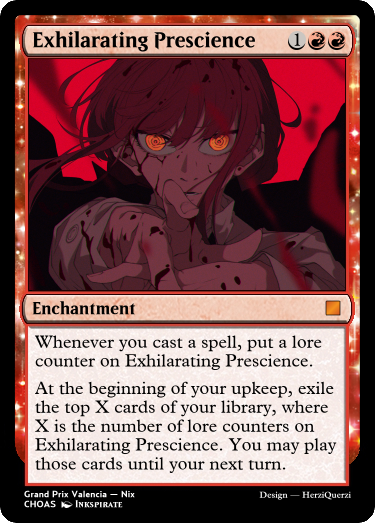 Exhilarating Prescience 1
Enchantment
Whenever you cast a spell, put a lore
counter on Exhilarating Prescience.
At the beginning of your upkeep, exile
the top X cards of your library, where
X is the number of lore counters on
Exhilarating Prescience. You may play
those cards until your next turn.
Grand Prix Valencia — Nix
Design — HerziQuerzi
CHOAS INKSPIRATE